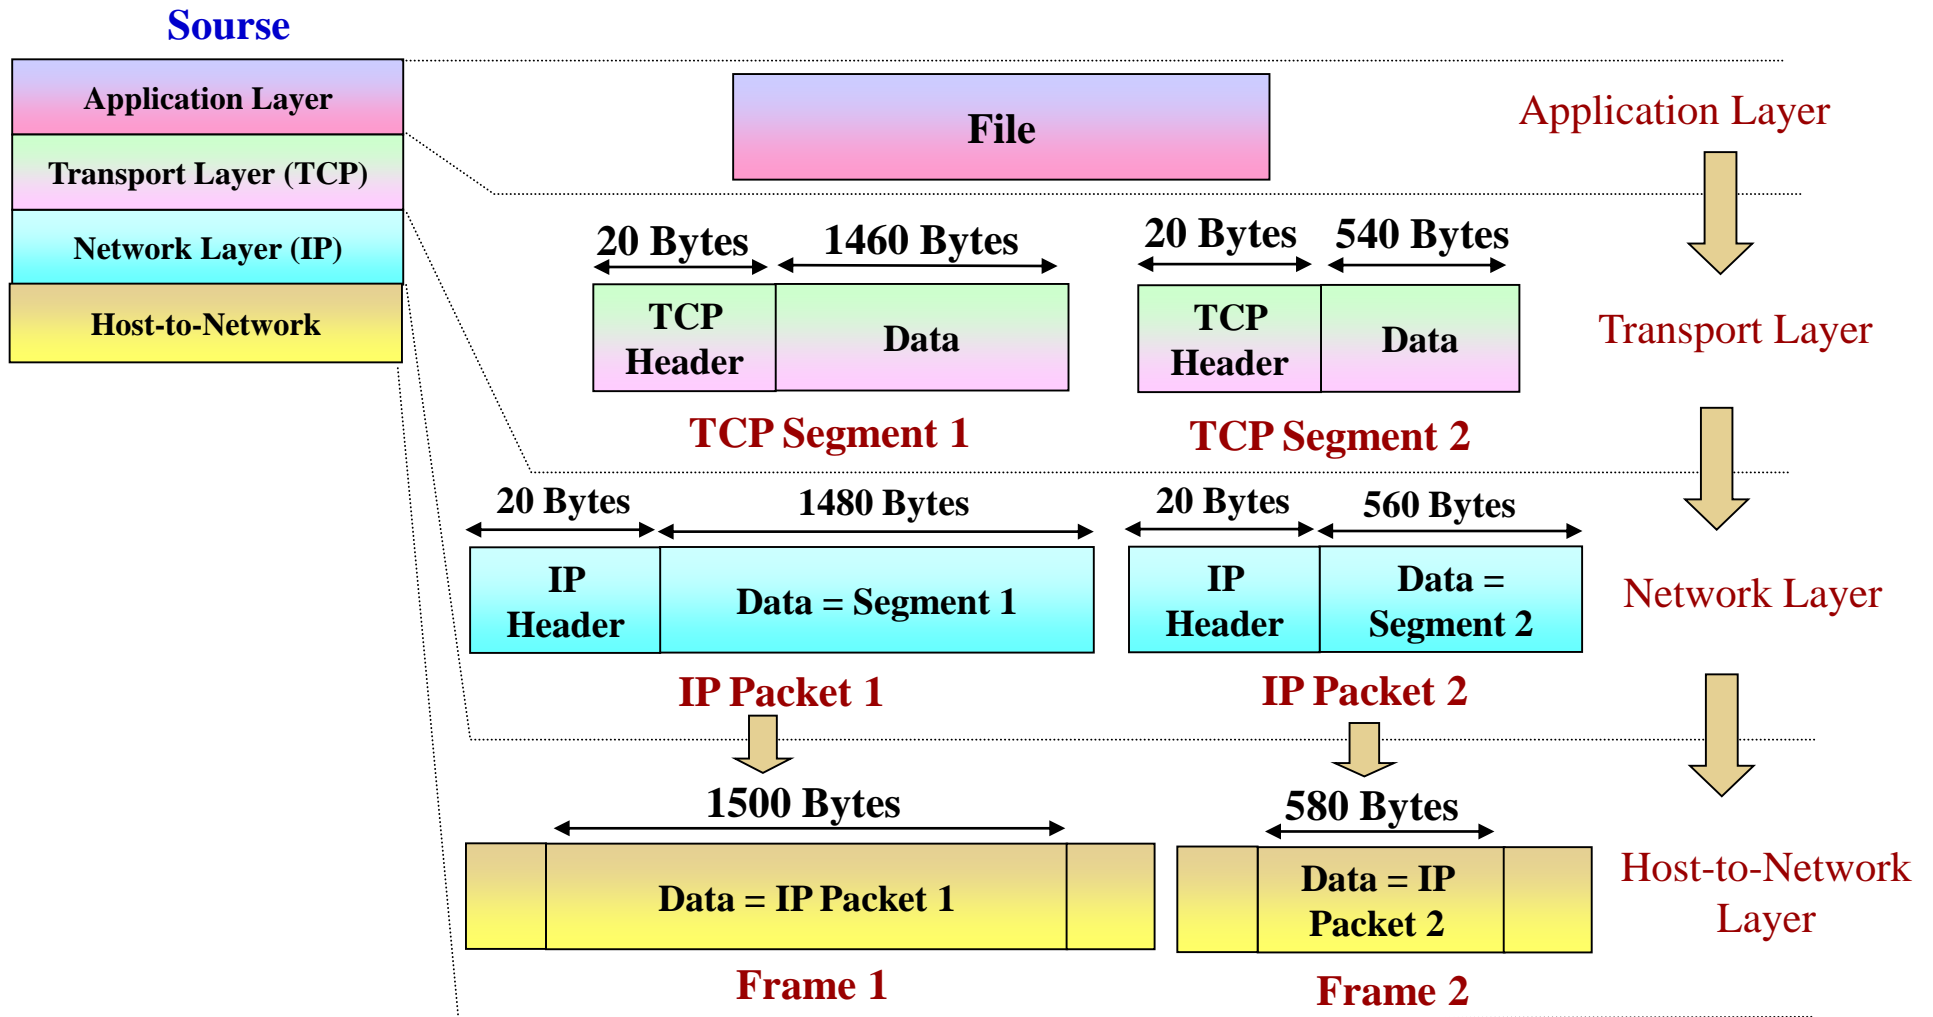 Sourse
Application Layer
Transport Layer (TCP)
Network Layer (IP)
Host-to-Network
File
Application Layer
20 Bytes
1460 Bytes
20 Bytes
540 Bytes
TCP
Header
Data
TCP
Header
Data
Transport Layer
TCP Segment 1
TCP Segment 2
20 Bytes
1480 Bytes
20 Bytes
560 Bytes
IP
Header
Data = Segment 1
IP
Header
Data =
Segment 2
Network Layer
IP Packet 1
IP Packet 2
1500 Bytes
580 Bytes
Data = IP Packet 1
Data = IP
Packet 2
Host-to-Network
Layer
Frame 1
Frame 2